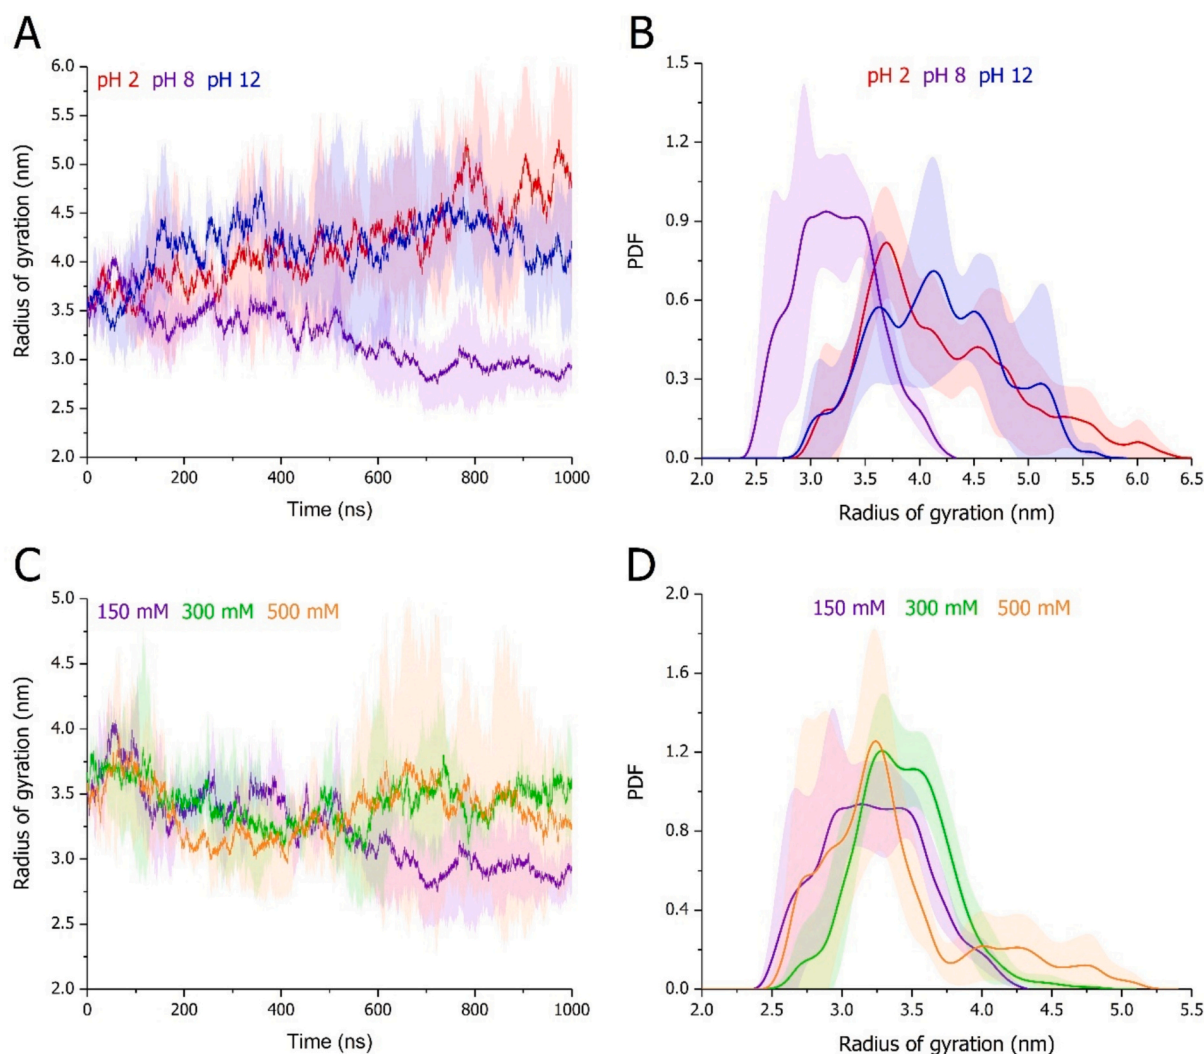 A
pH 2 pH 8 pH 12
Radius of gyration (nm)
6.0
5.5
5.0
4.5
4.0
3.5
3.0
2.5
2.0
0 200 400 600 800 1000
Time (ns)
B
pH 2 pH 8 pH 12
PDF
1.5
1.2
0.9
0.6
0.3
0.0
2.0 2.5 3.0 3.5 4.0 4.5 5.0 5.5 6.0 6.5
Radius of gyration (nm)
C
150 mM 300 mM 500 mM
Radius of gyration (nm)
5.0
4.5
4.0
3.5
3.0
2.5
2.0
0 200 400 600 800 1000
Time (ns)
D
150 mM 300 mM 500 mM
PDF
2.0
1.6
1.2
0.8
0.4
0.0
2.0 2.5 3.0 3.5 4.0 4.5 5.0 5.5
Radius of gyration (nm)